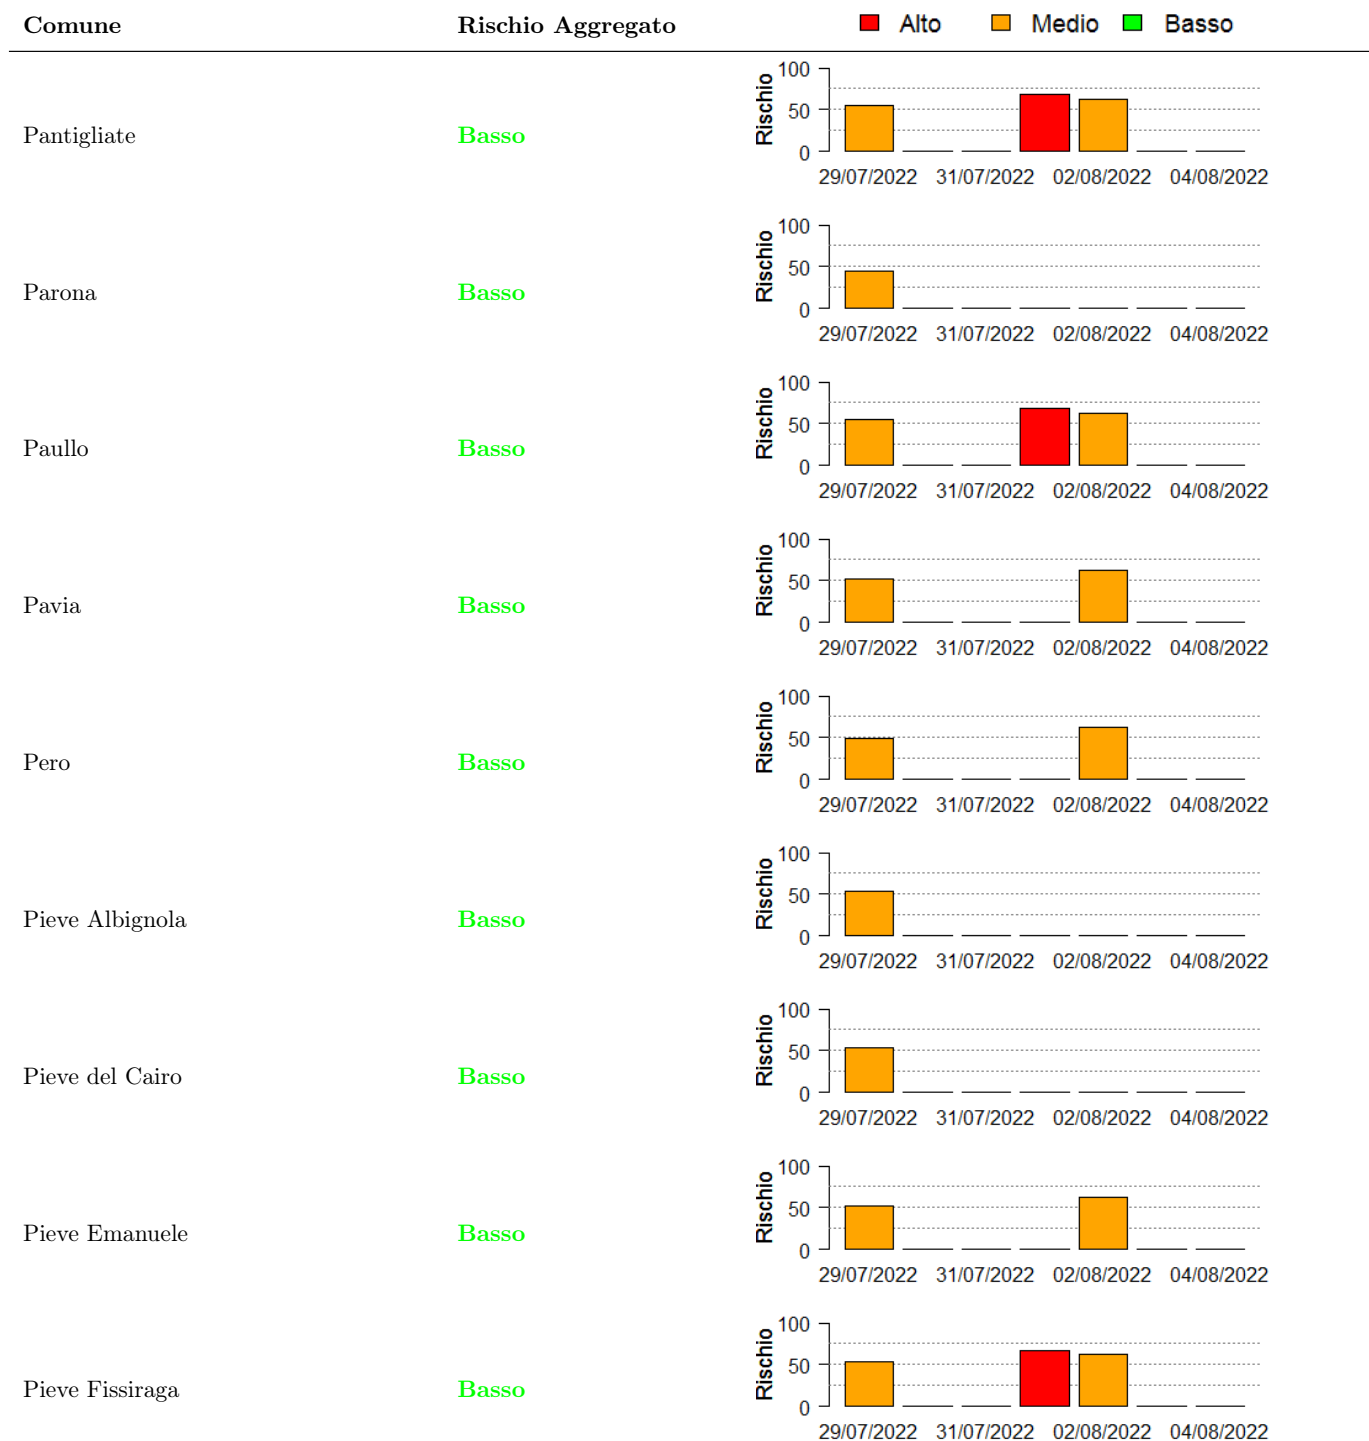 Comune Rischio Aggregato Alto Medio Basso
100
50
0
Rischio
Pantigliate Basso
29/07/2022 31/07/2022 02/08/2022 04/08/2022
100
50
0
Rischio
Parona Basso
29/07/2022 31/07/2022 02/08/2022 04/08/2022
100
50
0
Rischio
Paullo Basso
29/07/2022 31/07/2022 02/08/2022 04/08/2022
100
50
0
Rischio
Pavia Basso
29/07/2022 31/07/2022 02/08/2022 04/08/2022
100
50
0
Rischio
Pero Basso
29/07/2022 31/07/2022 02/08/2022 04/08/2022
100
50
0
Rischio
Pieve Albignola Basso
29/07/2022 31/07/2022 02/08/2022 04/08/2022
100
50
0
Rischio
Pieve del Cairo Basso
29/07/2022 31/07/2022 02/08/2022 04/08/2022
100
50
0
Rischio
Pieve Emanuele Basso
29/07/2022 31/07/2022 02/08/2022 04/08/2022
100
50
0
Rischio
Pieve Fissiraga Basso
29/07/2022 31/07/2022 02/08/2022 04/08/2022